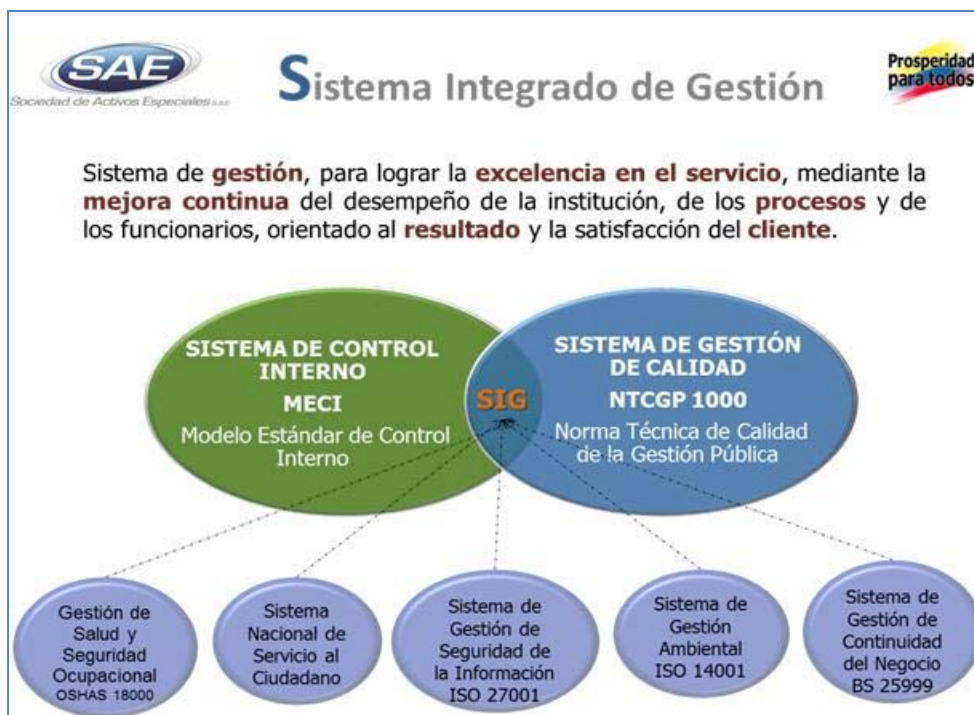 SAE
Sociedad de Activos Especiales S.A.S
Sistema Integrado de Gestión
Prosperidad
para todos
Sistema de gestión, para lograr la excelencia en el servicio, mediante la
mejora continua del desempeño de la institución, de los procesos y de
los funcionarios, orientado al resultado y la satisfacción del cliente.
SISTEMA DE CONTROL
INTERNO
MECI
Modelo Estándar de Control
Interno
SIG
SISTEMA DE GESTIÓN
DE CALIDAD
NTCGP 1000
Norma Técnica de Calidad
de la Gestión Pública
Gestión de
Salud y
Seguridad
Ocupacional
OSHAS 18000
Sistema
Nacional de
Servicio al
Ciudadano
Sistema de
Gestión de
Seguridad de
la Información
ISO 27001
Sistema de
Gestión
Ambiental
ISO 14001
Sistema de
Gestión de
Continuidad
del Negocio
BS 25999